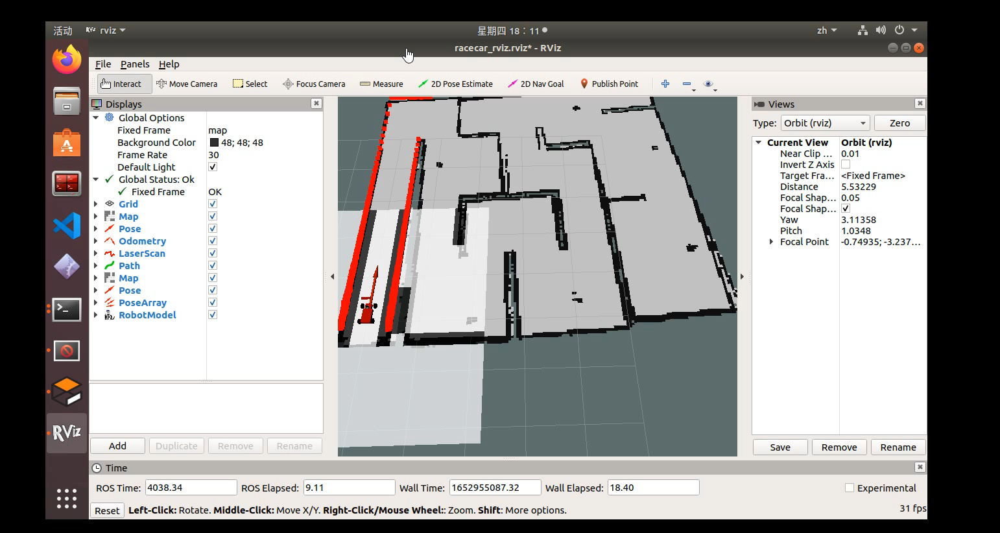 活动 rviz 星期四 18：11 zh
racecar_rviz.rviz* - RViz
File Panels Help
Interact Move Camera Select Focus Camera Measure 2D Pose Estimate 2D Nav Goal Publish Point
Displays
Global Options
Fixed Frame map
Background Color 48; 48; 48
Frame Rate 30
Default Light
Global Status: Ok
Fixed Frame OK
Grid
Map
Pose
Odometry
LaserScan
Path
Map
Pose
PoseArray
RobotModel
Add Duplicate Remove Rename
Views
Type: Orbit (rviz) Zero
Current View Orbit (rviz)
Near Clip ... 0.01
Invert Z Axis
Target Fra... <Fixed Frame>
Distance 5.53229
Focal Shap... 0.05
Focal Shap...
Yaw 3.11358
Pitch 1.0348
Focal Point -0.74935; -3.237...
Save Remove Rename
RViz
Time
ROS Time: 4038.34 ROS Elapsed: 9.11 Wall Time: 1652955087.32 Wall Elapsed: 18.40 Experimental
Reset Left-Click: Rotate. Middle-Click: Move X/Y. Right-Click/Mouse Wheel:: Zoom. Shift: More options. 31 fps